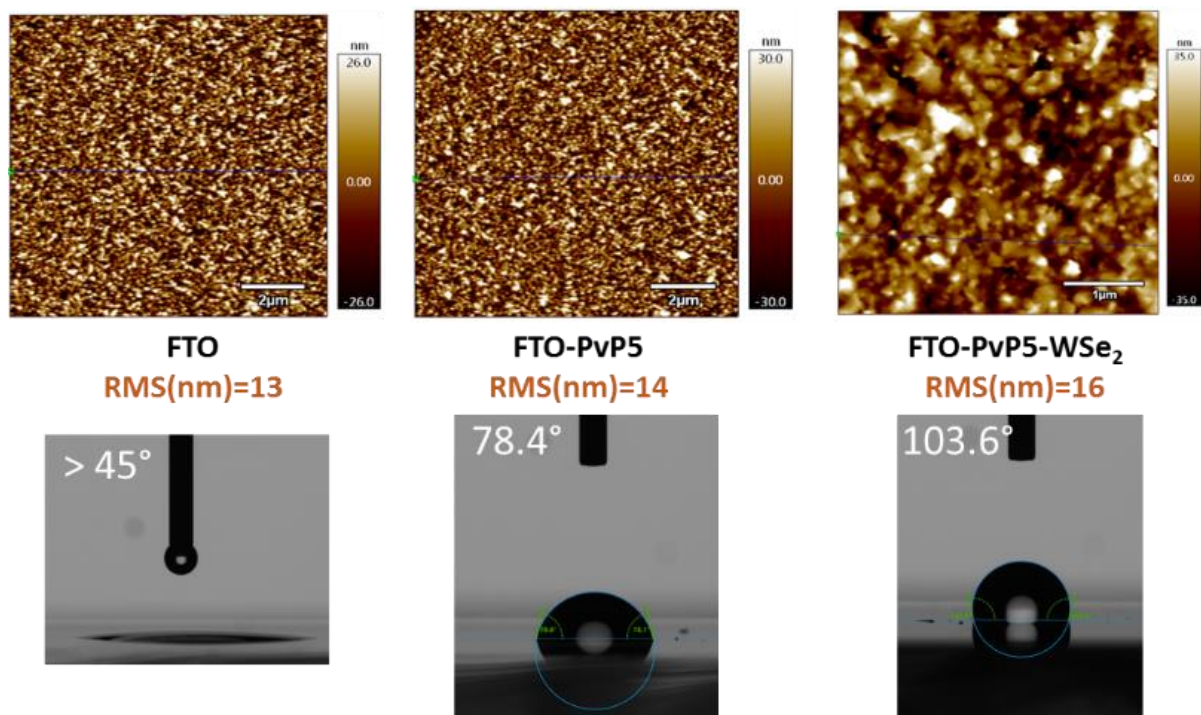 nm
26.0
0.00
-26.0
2μm
nm
30.0
0.00
-30.0
2μm
nm
35.0
0.00
-35.0
1μm
FTO
RMS(nm)=13
FTO-PvP5
RMS(nm)=14
FTO-PvP5-WSe₂
RMS(nm)=16
> 45°
78.4°
78.1°
103.6°